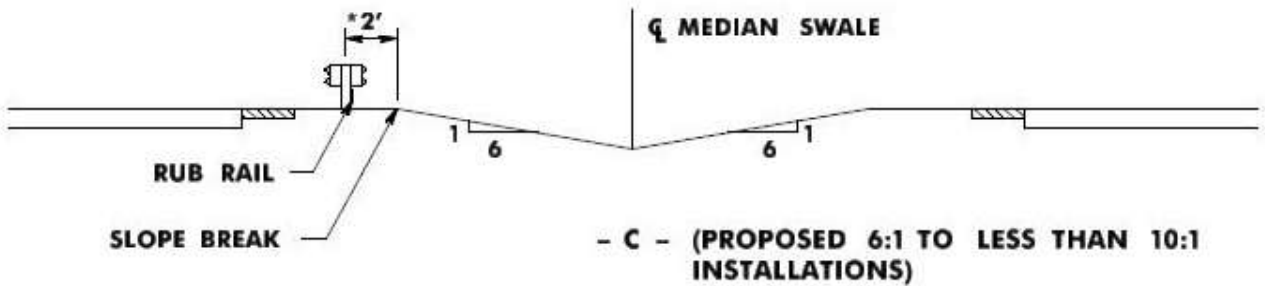 *2'
℄ MEDIAN SWALE
1
6
6
1
RUB RAIL
SLOPE BREAK
- C - (PROPOSED 6:1 TO LESS THAN 10:1
INSTALLATIONS)